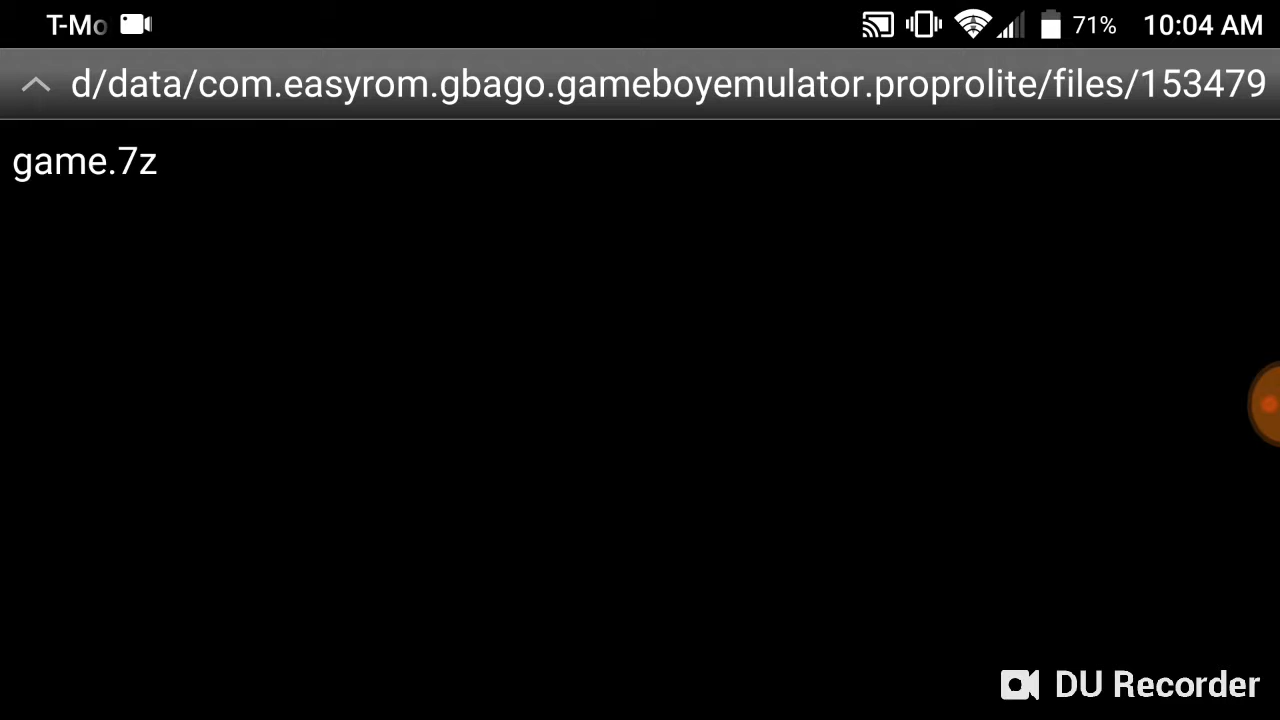 T-Mo
71%
10:04 AM
d/data/com.easyrom.gbago.gameboyemulator.proprolite/files/153479
game.7z
DU Recorder